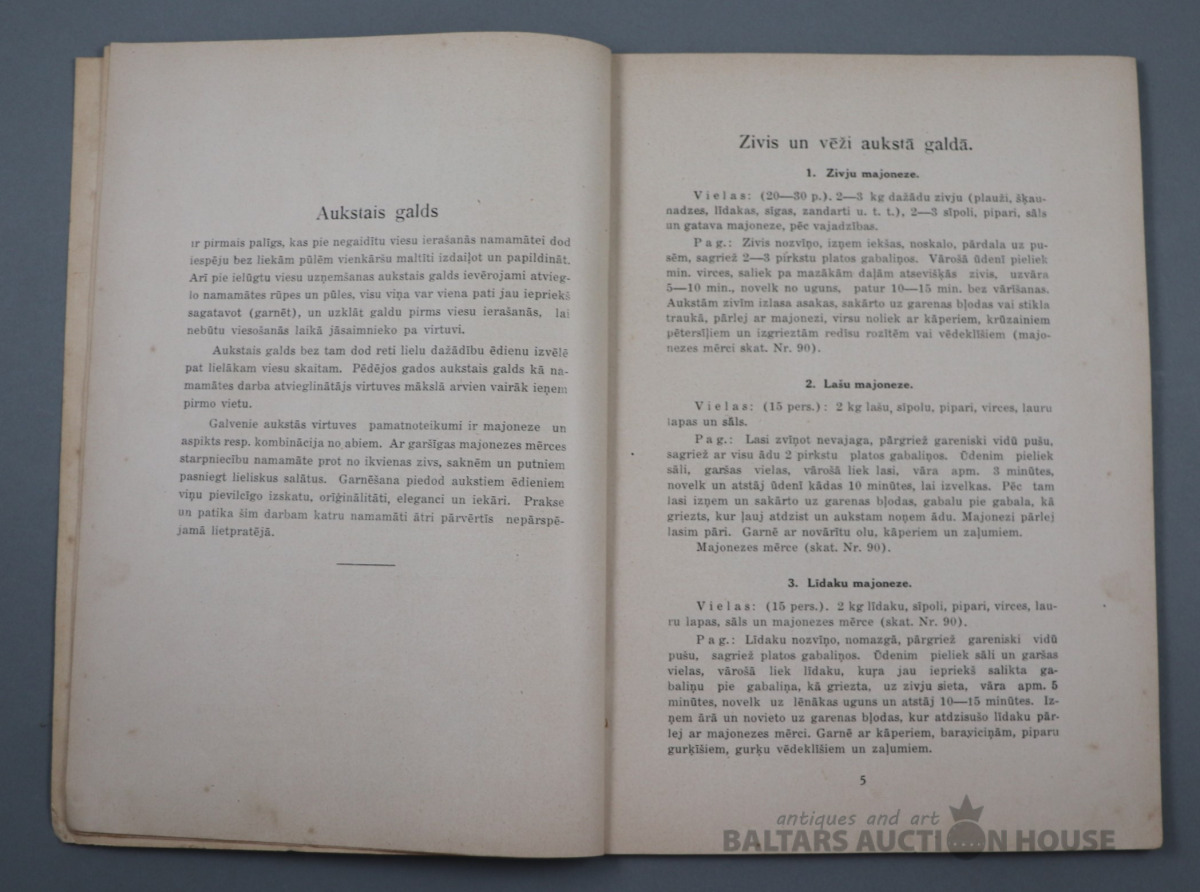 Aukstais galds
ir pirmais palīgs, kas pie negaidītu viesu ierašanās namamātei dod
iespēju bez liekām pūlēm vienkāršu maltīti izdaiļot un papildināt.
Arī pie ielūgtu viesu uzņemšanas aukstais galds ievērojami atvieg-
lo namamātes rūpes un pūles, visu viņa var viena pati jau iepriekš
sagatavot (garnēt), un uzklāt galdu pirms viesu ierašanās, lai
nebūtu viesošanās laikā jāsaimnieko pa virtuvi.
Aukstais galds bez tam dod reti lielu dažādību ēdienu izvēlē
pat lielākam viesu skaitam. Pēdējos gados aukstais galds kā na-
mamātes darba atvieglinātājs virtuves mākslā arvien vairāk ieņem
pirmo vietu.
Galvenie aukstās virtuves pamatnoteikumi ir majoneze un
aspikts resp. kombinācija no abiem. Ar garšīgas majonezes mērces
starpniecību namamāte prot no ikvienas zivs, saknēm un putniem
pasniegt lieliskus salātus. Garnēšana piedod aukstiem ēdieniem
viņu pievilcīgo izskatu, oriģinālitāti, eleganci un iekāri. Prakse
un patika šim darbam katru namamāti ātri pārvērtīs nepārspē-
jamā lietpratējā.
Zivis un vēži aukstā galdā.
1. Zivju majoneze.
Vielas: (20—30 p.). 2—3 kg dažādu zivju (plauži, šķau-
nadzes, līdakas, sīgas, zandarti u. t. t.), 2—3 sīpoli, pipari, sāls
un gatava majoneze, pēc vajadzības.
Pag.: Zivis nozvīņo, izņem iekšas, noskalo, pārdala uz pu-
sēm, sagriež 2—3 pirkstu platos gabaliņos. Vārošā ūdenī pieliek
min. virces, saliek pa mazākām daļām atsevišķās zivis, uzvāra
5—10 min., novelk no uguns, patur 10—15 min. bez vārīšanas.
Aukstām zivīm izlasa asakas, sakārto uz garenas bļodas vai stikla
traukā, pārlej ar majonezi, virsu noliek ar kāperiem, krūzainiem
pētersīļiem un izgrieztām redīsu rozītēm vai vēdeklīšiem (majo-
nezes mērci skat. Nr. 90).
2. Lašu majoneze.
Vielas: (15 pers.): 2 kg lašu, sīpolu, pipari, virces, lauru
lapas un sāls.
Pag.: Lasi zvīņot nevajaga, pārgriež gareniski vidū pušu,
sagriež ar visu ādu 2 pirkstu platos gabaliņos. Ūdenim pieliek
sāli, garšas vielas, vārošā liek lasi, vāra apm. 3 minūtes,
novelk un atstāj ūdenī kādas 10 minūtes, lai izvelkas. Pēc tam
lasi izņem un sakārto uz garenas bļodas, gabalu pie gabala, kā
griezts, kur ļauj atdzist un aukstam noņem ādu. Majonezi pārlej
lasim pāri. Garnē ar novārītu olu, kāperiem un zaļumiem.
Majonezes mērce (skat. Nr. 90).
3. Līdaku majoneze.
Vielas: (15 pers.). 2 kg līdaku, sīpoli, pipari, virces, lau-
ru lapas, sāls un majonezes mērce (skat. Nr. 90).
Pag.: Līdaku nozvīņo, nomazgā, pārgriež gareniski vidū
pušu, sagriež platos gabaliņos. Ūdenim pieliek sāli un garšas
vielas, vārošā liek līdaku, kuŗa jau iepriekš salikta ga-
baliņu pie gabaliņa, kā griezta, uz zivju sieta, vāra apm. 5
minūtes, novelk uz lēnākas uguns un atstāj 10—15 minūtes. Iz-
ņem ārā un novieto uz garenas bļodas, kur atdzisušo līdaku pār-
lej ar majonezes mērci. Garnē ar kāperiem, baraviciņām, piparu
gurķīšiem, gurķu vēdeklīšiem un zaļumiem.
5
antiques and art
BALTARS AUCTION HOUSE